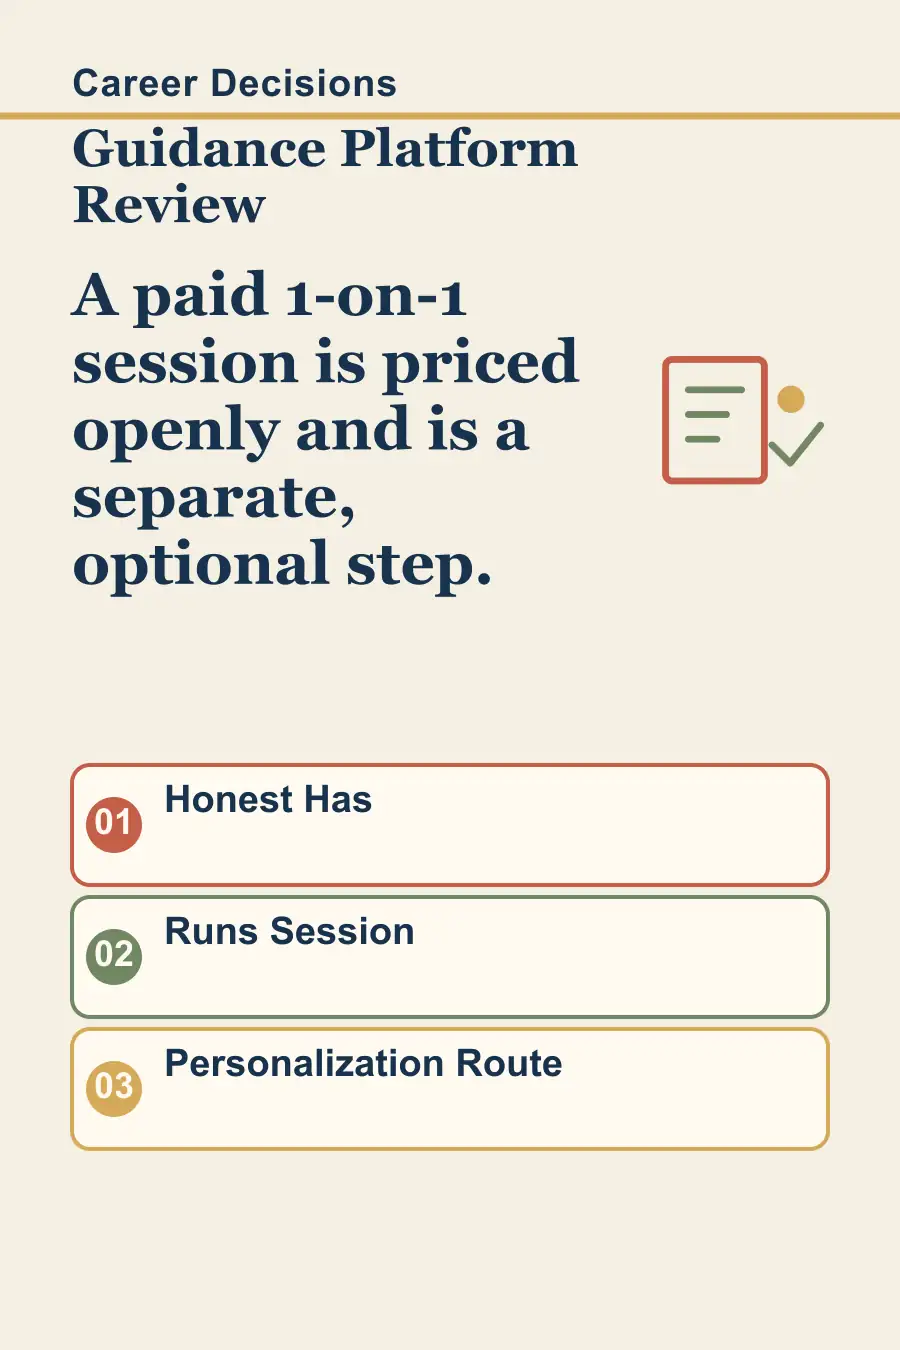 Career Decisions
Guidance Platform
Review
A paid 1-on-1
session is priced
openly and is a
separate,
optional step.
01 Honest Has
02 Runs Session
03 Personalization Route